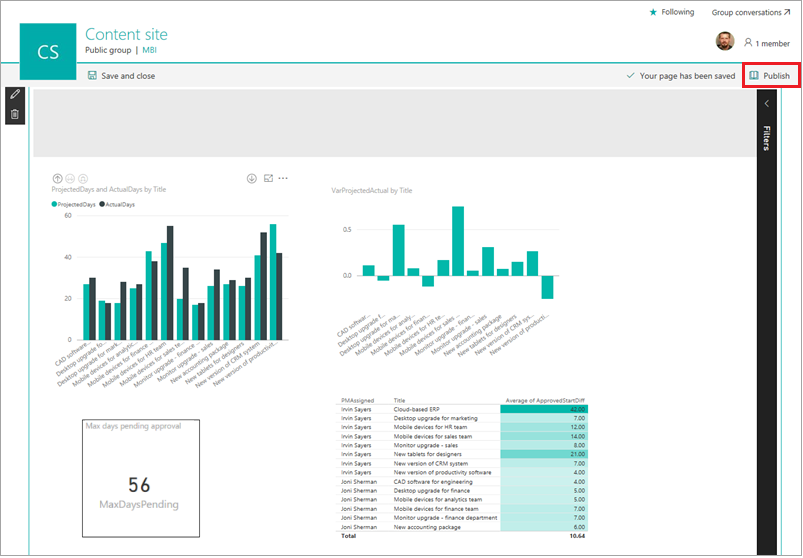 Following Group conversations
CS
Content site
Public group | MBI
1 member
Save and close
Your page has been saved
Publish
Filters
ProjectedDays and ActualDays by Title
ProjectedDays ActualDays
60
40
20
0
CAD software...
Desktop upgrade fo...
Desktop upgrade for mark...
Mobile devices for analytic...
Mobile devices for finance ...
Mobile devices for HR team
Mobile devices for sales te...
Monitor upgrade - finance ...
Monitor upgrade - sales
New accounting package
New tablets for designers
New version of CRM system
New version of productivit...
VarProjectedActual by Title
0.5
0.0
CAD softwar...
Desktop upgrade f...
Desktop upgrade for ma...
Mobile devices for analy...
Mobile devices for finan...
Mobile devices for HR te...
Mobile devices for sales ...
Monitor upgrade - finan...
Monitor upgrade - sales
New accounting package
New tablets for designers
New version of CRM sys...
New version of producti...
Max days pending approval
56
MaxDaysPending
PMAssigned Title Average of ApprovedStartDiff
Irvin Sayers Cloud-based ERP 42.00
Irvin Sayers Desktop upgrade for marketing 7.00
Irvin Sayers Mobile devices for HR team 12.00
Irvin Sayers Mobile devices for sales team 14.00
Irvin Sayers Monitor upgrade - sales 8.00
Irvin Sayers New tablets for designers 21.00
Irvin Sayers New version of CRM system 7.00
Irvin Sayers New version of productivity software 4.00
Joni Sherman CAD software for engineering 4.00
Joni Sherman Desktop upgrade for finance 5.00
Joni Sherman Mobile devices for analytics team 5.00
Joni Sherman Mobile devices for finance team 7.00
Joni Sherman Monitor upgrade - finance department 7.00
Joni Sherman New accounting package 6.00
Total 10.64